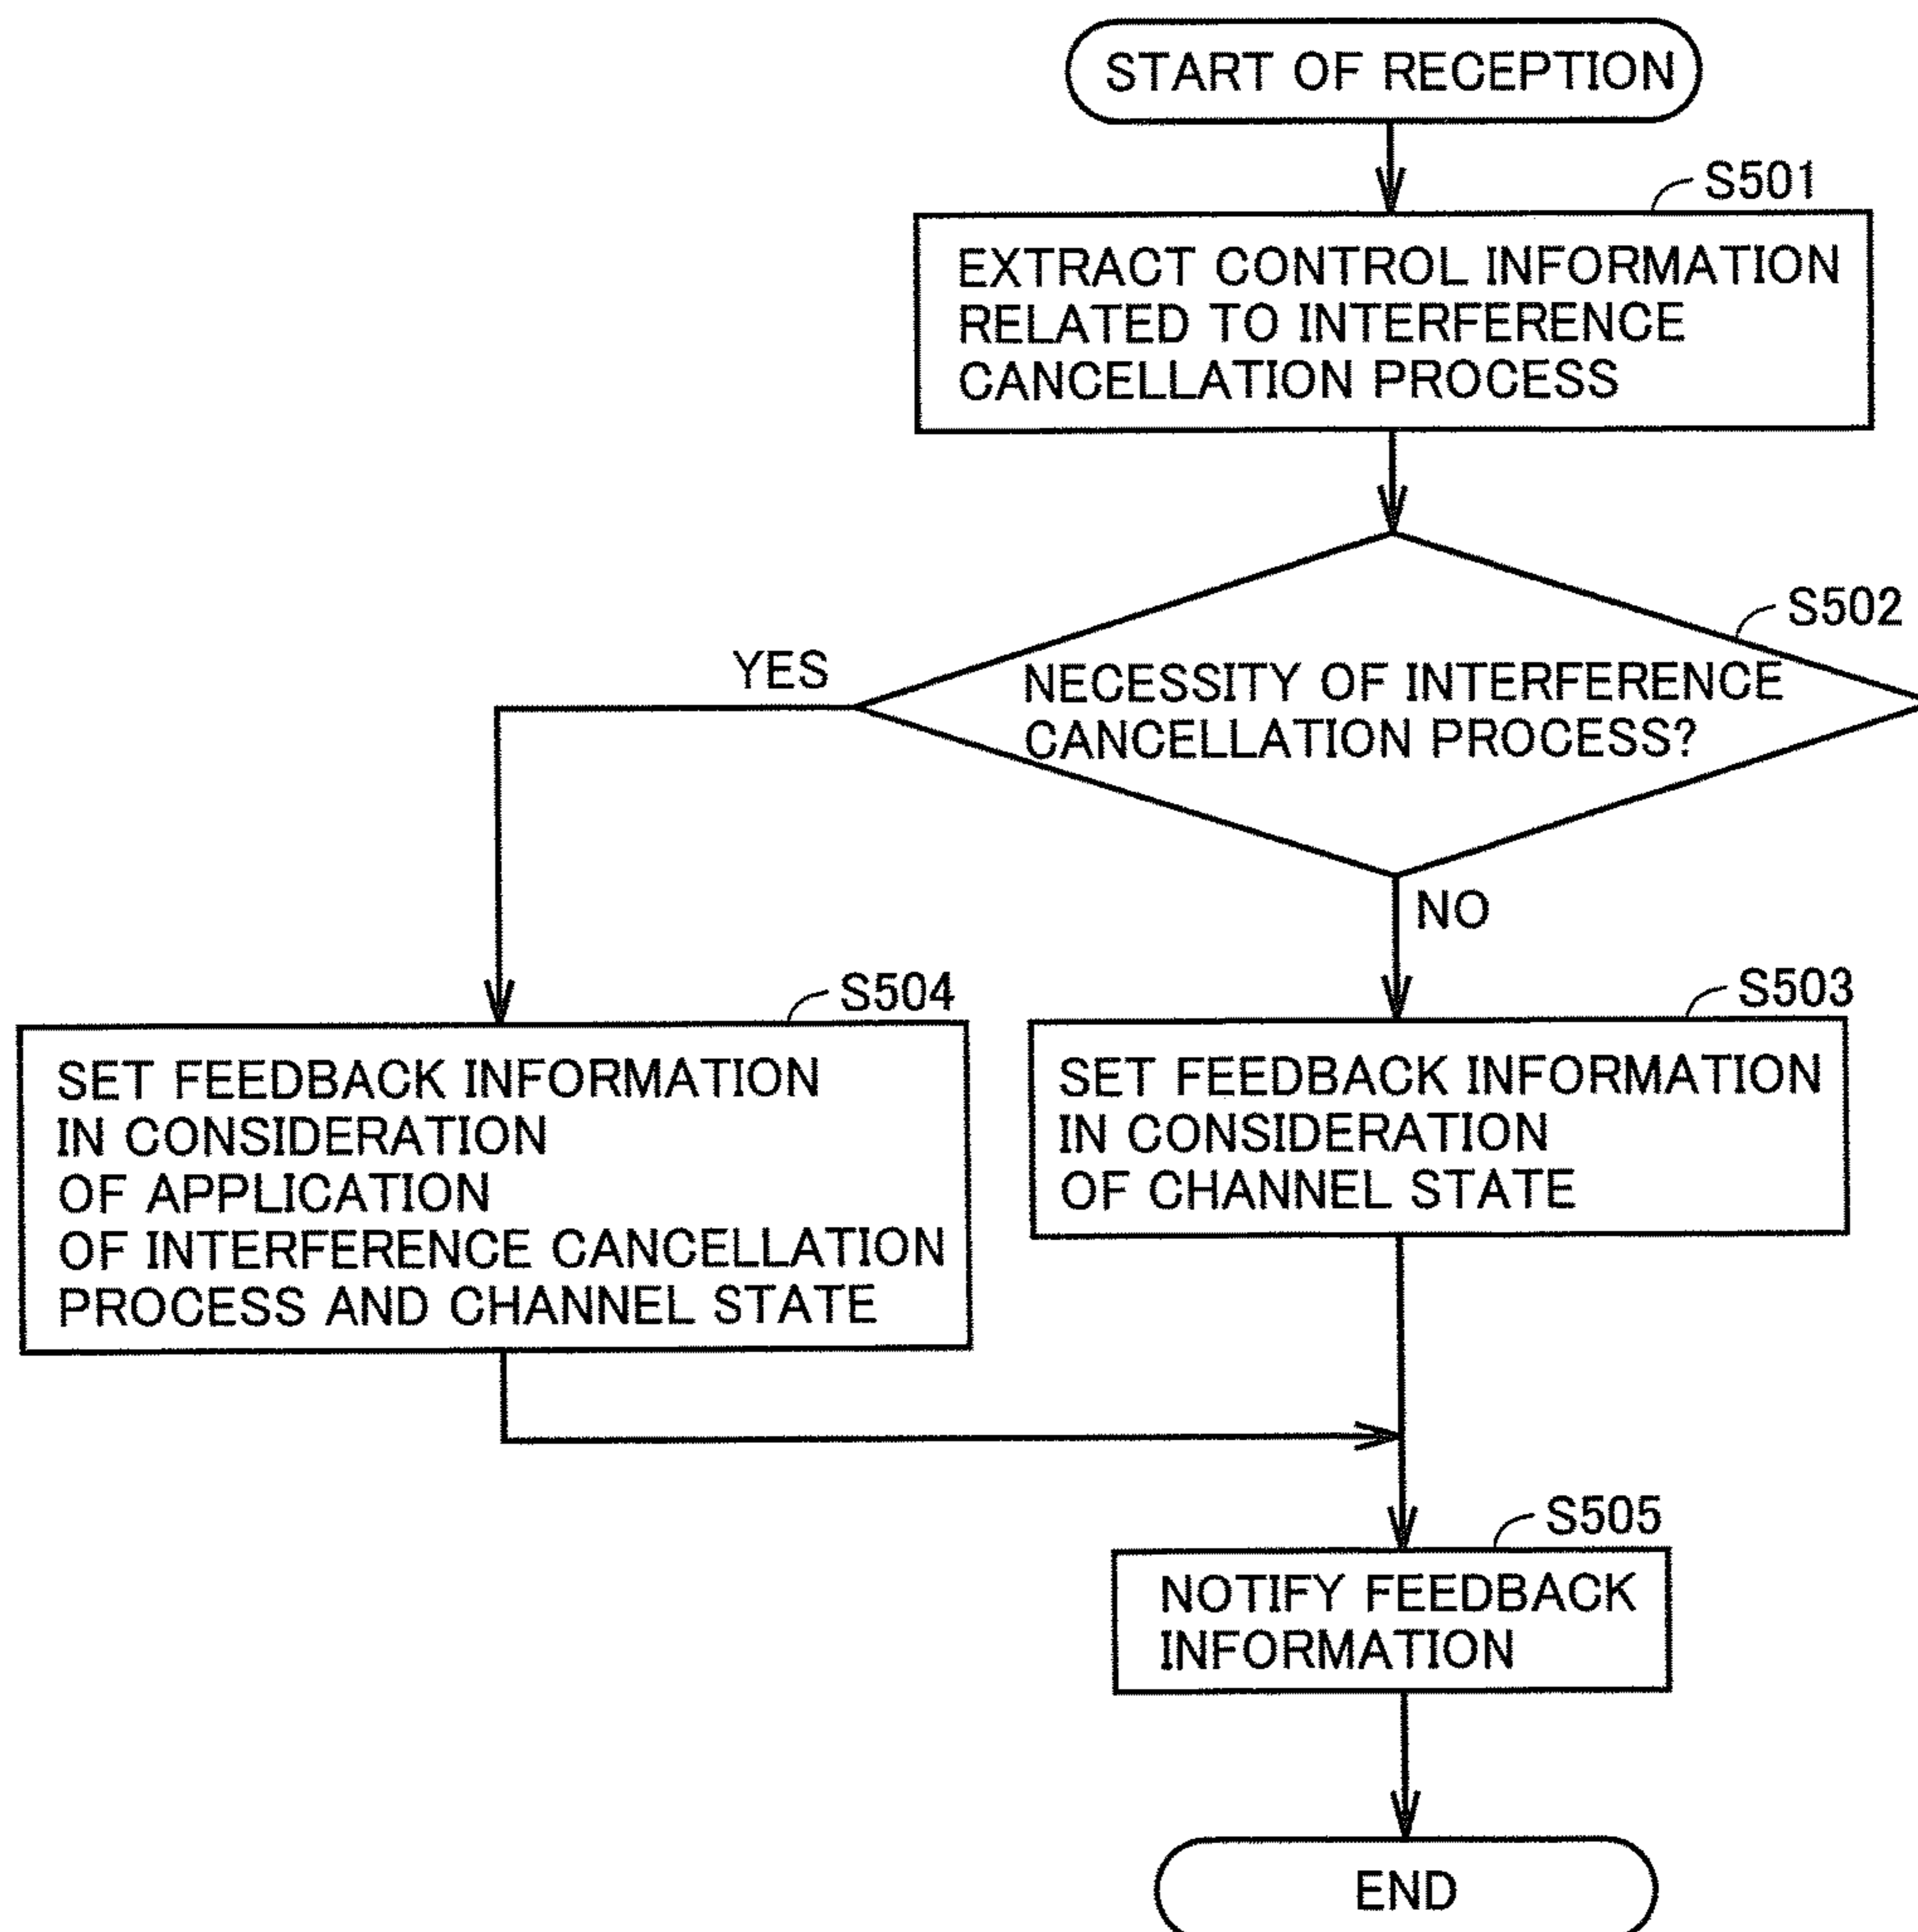 START OF RECEPTION
S501
EXTRACT CONTROL INFORMATION
RELATED TO INTERFERENCE
CANCELLATION PROCESS
S502
YES
NECESSITY OF INTERFERENCE
CANCELLATION PROCESS?
NO
S504
SET FEEDBACK INFORMATION
IN CONSIDERATION
OF APPLICATION
OF INTERFERENCE CANCELLATION
PROCESS AND CHANNEL STATE
S503
SET FEEDBACK INFORMATION
IN CONSIDERATION
OF CHANNEL STATE
S505
NOTIFY FEEDBACK
INFORMATION
END